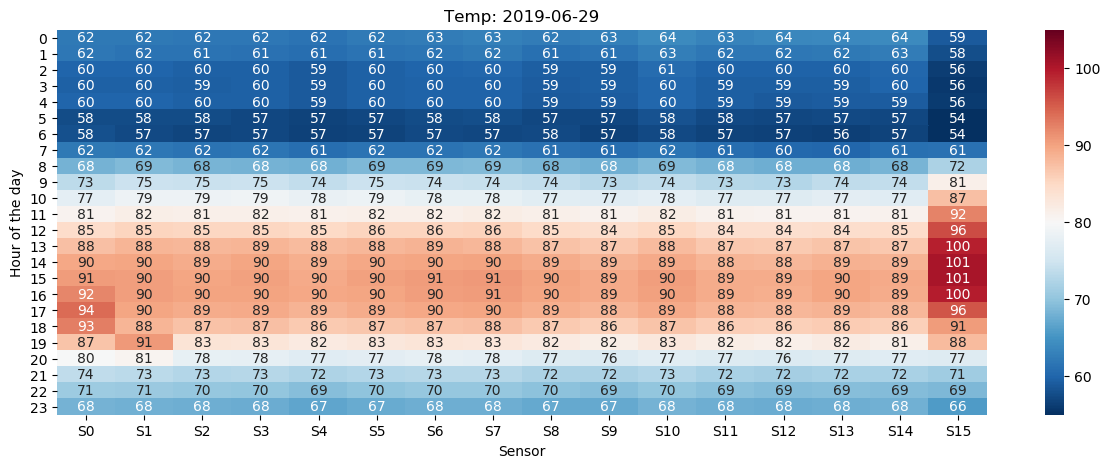 Temp: 2019-06-29
Hour of the day
0 62 62 62 62 62 62 63 63 62 63 64 63 64 64 64 59
1 62 62 61 61 61 61 62 62 61 61 63 62 62 62 63 58
2 60 60 60 60 59 60 60 60 59 59 61 60 60 60 60 56
3 60 60 59 60 59 60 60 60 59 59 60 59 59 59 60 56
4 60 60 60 60 59 60 60 60 59 59 60 59 59 59 59 56
5 58 58 58 57 57 57 58 58 57 57 58 58 57 57 57 54
6 58 57 57 57 57 57 57 57 58 57 58 57 57 56 57 54
7 62 62 62 62 61 62 62 62 61 61 62 61 60 60 61 61
8 68 69 68 68 68 69 69 69 68 68 69 68 68 68 68 72
9 73 75 75 75 74 75 74 74 74 73 74 73 73 74 74 81
10 77 79 79 79 78 79 78 78 77 77 78 77 77 77 77 87
11 81 82 81 82 81 82 82 82 81 81 82 81 81 81 81 92
12 85 85 85 85 85 86 86 86 85 84 85 84 84 84 85 96
13 88 88 88 89 88 88 89 88 87 87 88 87 87 87 87 100
14 90 90 89 90 89 89 90 90 89 88 89 88 88 89 89 101
15 91 90 90 90 90 90 91 91 90 89 90 89 89 90 89 101
16 92 90 90 90 90 90 90 91 90 89 90 89 89 90 89 100
17 94 90 89 89 89 89 90 90 89 88 89 88 88 89 88 96
18 93 88 87 87 86 87 87 88 87 86 87 86 86 86 86 91
19 87 91 83 83 82 83 83 83 82 82 83 82 82 82 81 88
20 80 81 78 78 77 77 78 78 77 76 77 77 76 77 77 77
21 74 73 73 73 72 73 73 73 72 72 73 72 72 72 72 71
22 71 71 70 70 69 70 70 70 70 69 70 69 69 69 69 69
23 68 68 68 68 67 67 68 68 67 67 68 68 68 68 68 66
S0 S1 S2 S3 S4 S5 S6 S7 S8 S9 S10 S11 S12 S13 S14 S15
Sensor
100
90
80
70
60